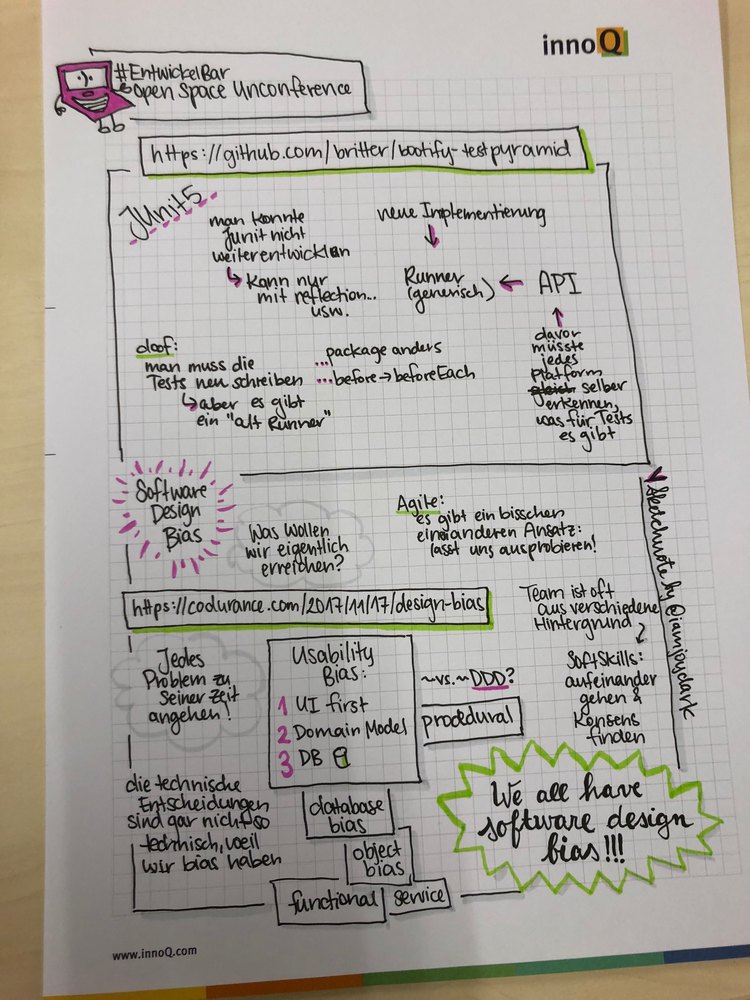 innoQ
#EntwickelBar
Open Space Unconference
https://github.com/britter/bootify-testpyramid
JUnit5
man konnte
Junit nicht
weiterentwickeln
↳ Kann nur
mit reflection...
usw.
neue Implementierung
Runner
(generisch)
← API
davor
müsste
jedes
platform
selber
erkennen,
was für Tests
es gibt
doof:
man muss die
Tests neu schreiben
↳ aber es gibt
ein "alt Runner"
...package anders
...before→beforeEach
Software
Design
Bias
Was wollen
wir eigentlich
erreichen?
Agile:
es gibt ein bisschen
einen anderen Ansatz:
lasst uns ausprobieren!
Sketchnote by @iamjoyclark
https://codurance.com/2017/11/17/design-bias
Team ist oft
aus verschiedene
Hintergrund
SoftSkills:
aufeinander
gehen &
Konsens
finden
Jedes
Problem zu
seiner Zeit
angehen!
Usability
Bias:
1 UI first
2 Domain Model
3 DB
~vs.~ DDD?
procedural
die technische
Entscheidungen
sind gar nicht so
technisch, weil
wir bias haben
database
bias
object
bias
functional
service
We all have
software design
bias!!!
www.innoQ.com